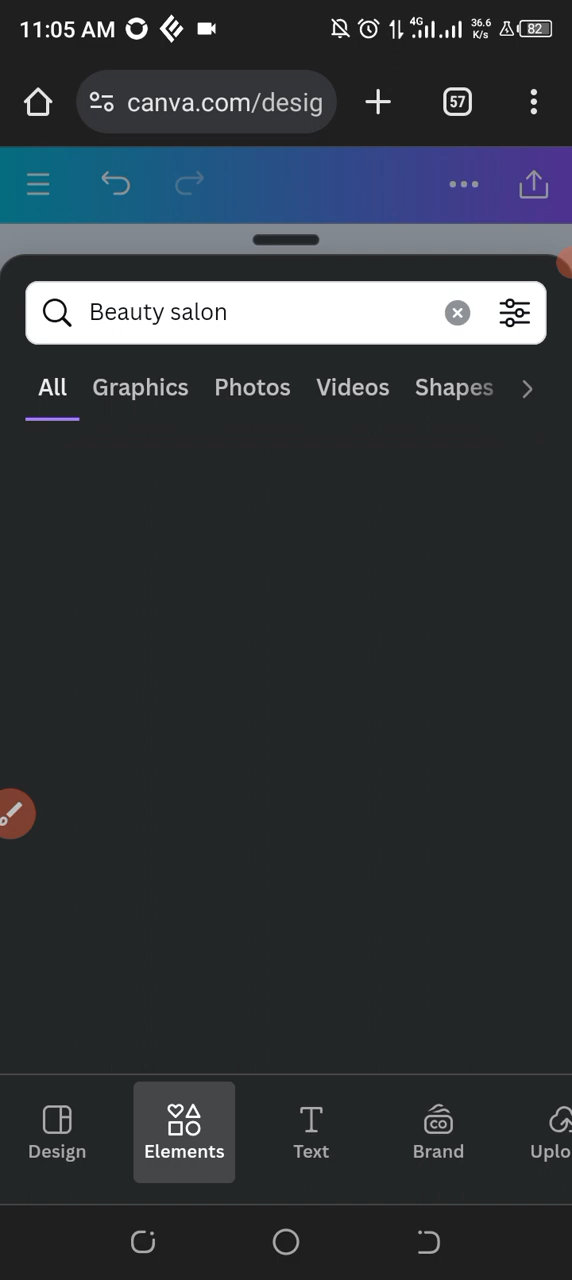 11:05 AM 4G 36.6 K/s 82
canva.com/desig 57
Beauty salon
All Graphics Photos Videos Shapes
Design Elements Text Brand Uplo